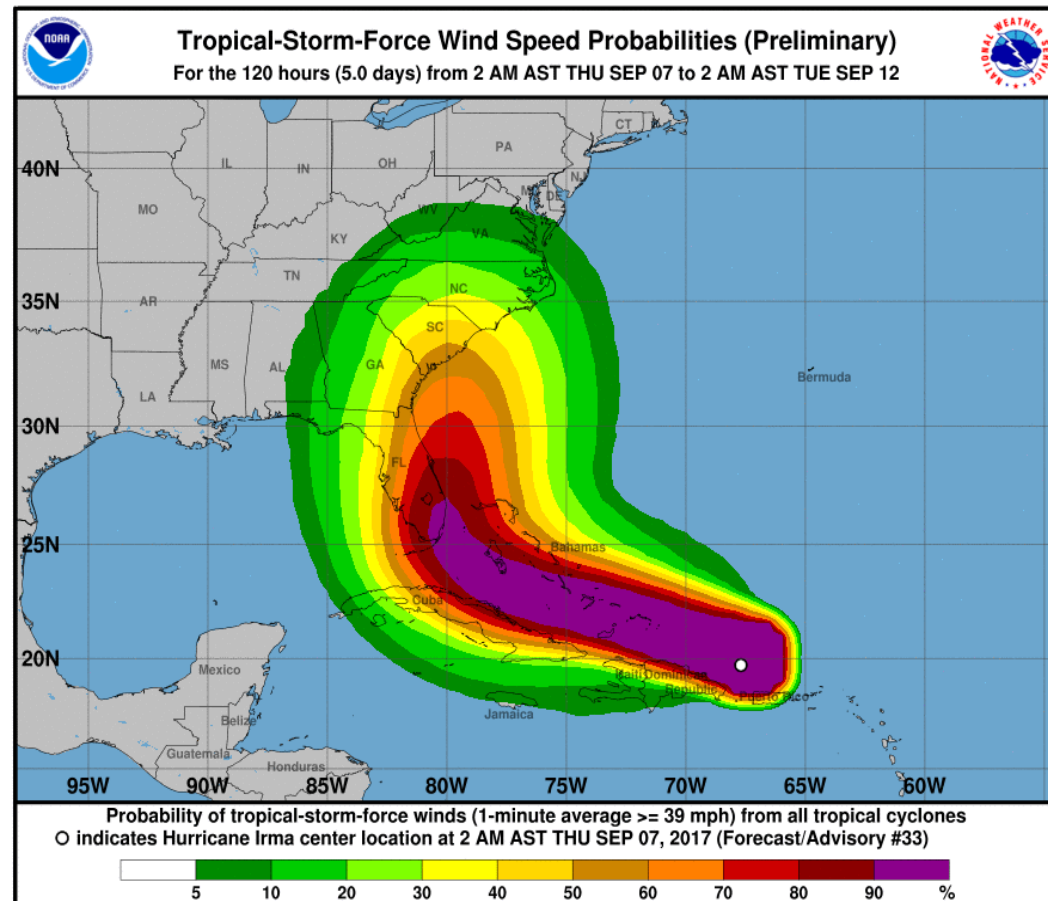 NOAA
Tropical-Storm-Force Wind Speed Probabilities (Preliminary)
For the 120 hours (5.0 days) from 2 AM AST THU SEP 07 to 2 AM AST TUE SEP 12
NATIONAL WEATHER SERVICE
CT
PA
40N
IL
IN
OH
NJ
DE
MO
WV
VA
KY
TN
NC
35N
AR
SC
MS
AL
GA
Bermuda
LA
30N
FL
25N
Bahamas
Cuba
20N
Mexico
Haiti
Dominican
Republic
Puerto Rico
Jamaica
Belize
Guatemala
Honduras
95W 90W 85W 80W 75W 70W 65W 60W
Probability of tropical-storm-force winds (1-minute average >= 39 mph) from all tropical cyclones
indicates Hurricane Irma center location at 2 AM AST THU SEP 07, 2017 (Forecast/Advisory #33)
5 10 20 30 40 50 60 70 80 90 %